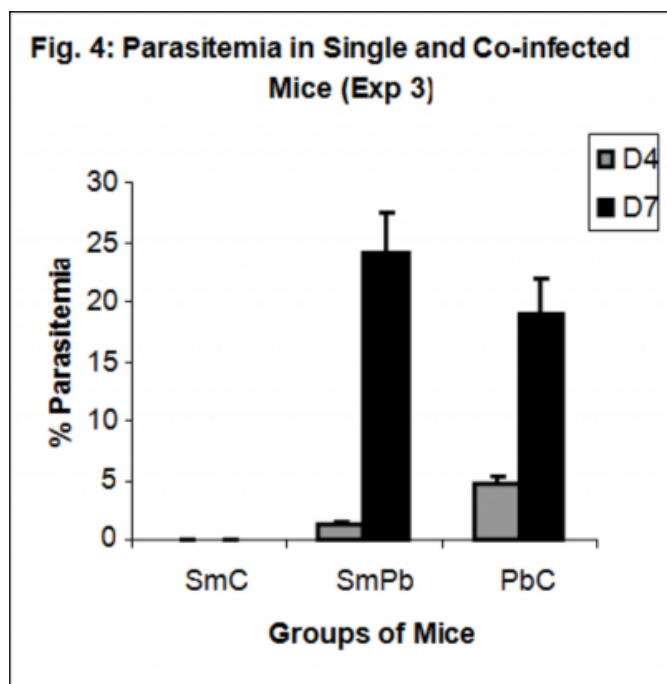 Fig. 4: Parasitemia in Single and Co-infected
Mice (Exp 3)
D4
D7
30
25
20
15
10
5
0
% Parasitemia
SmC
SmPb
PbC
Groups of Mice